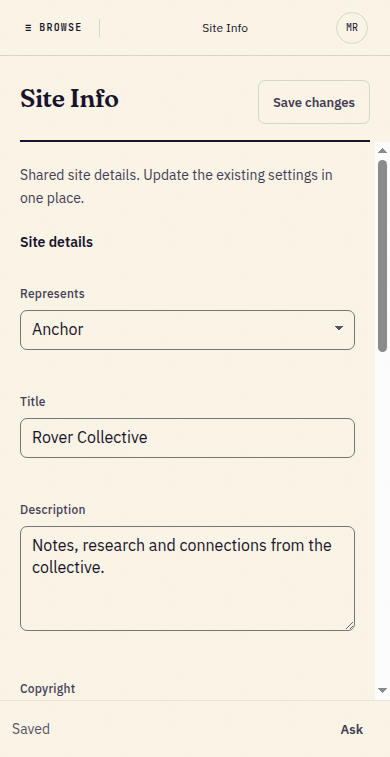 ≡ BROWSE
Site Info
MR
Site Info
Save changes
Shared site details. Update the existing settings in
one place.
Site details
Represents
Anchor
Title
Rover Collective
Description
Notes, research and connections from the
collective.
Copyright
Saved
Ask